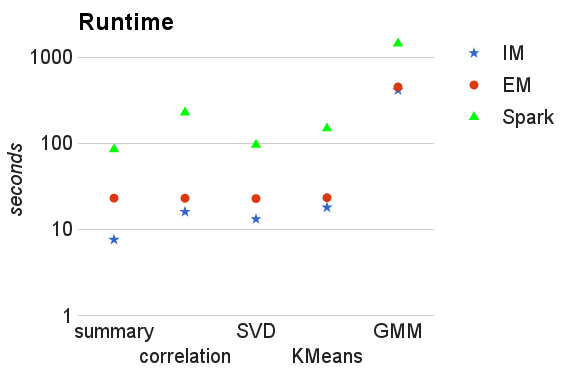 Runtime
1000
100
10
1
seconds
summary
correlation
SVD
KMeans
GMM
IM
EM
Spark